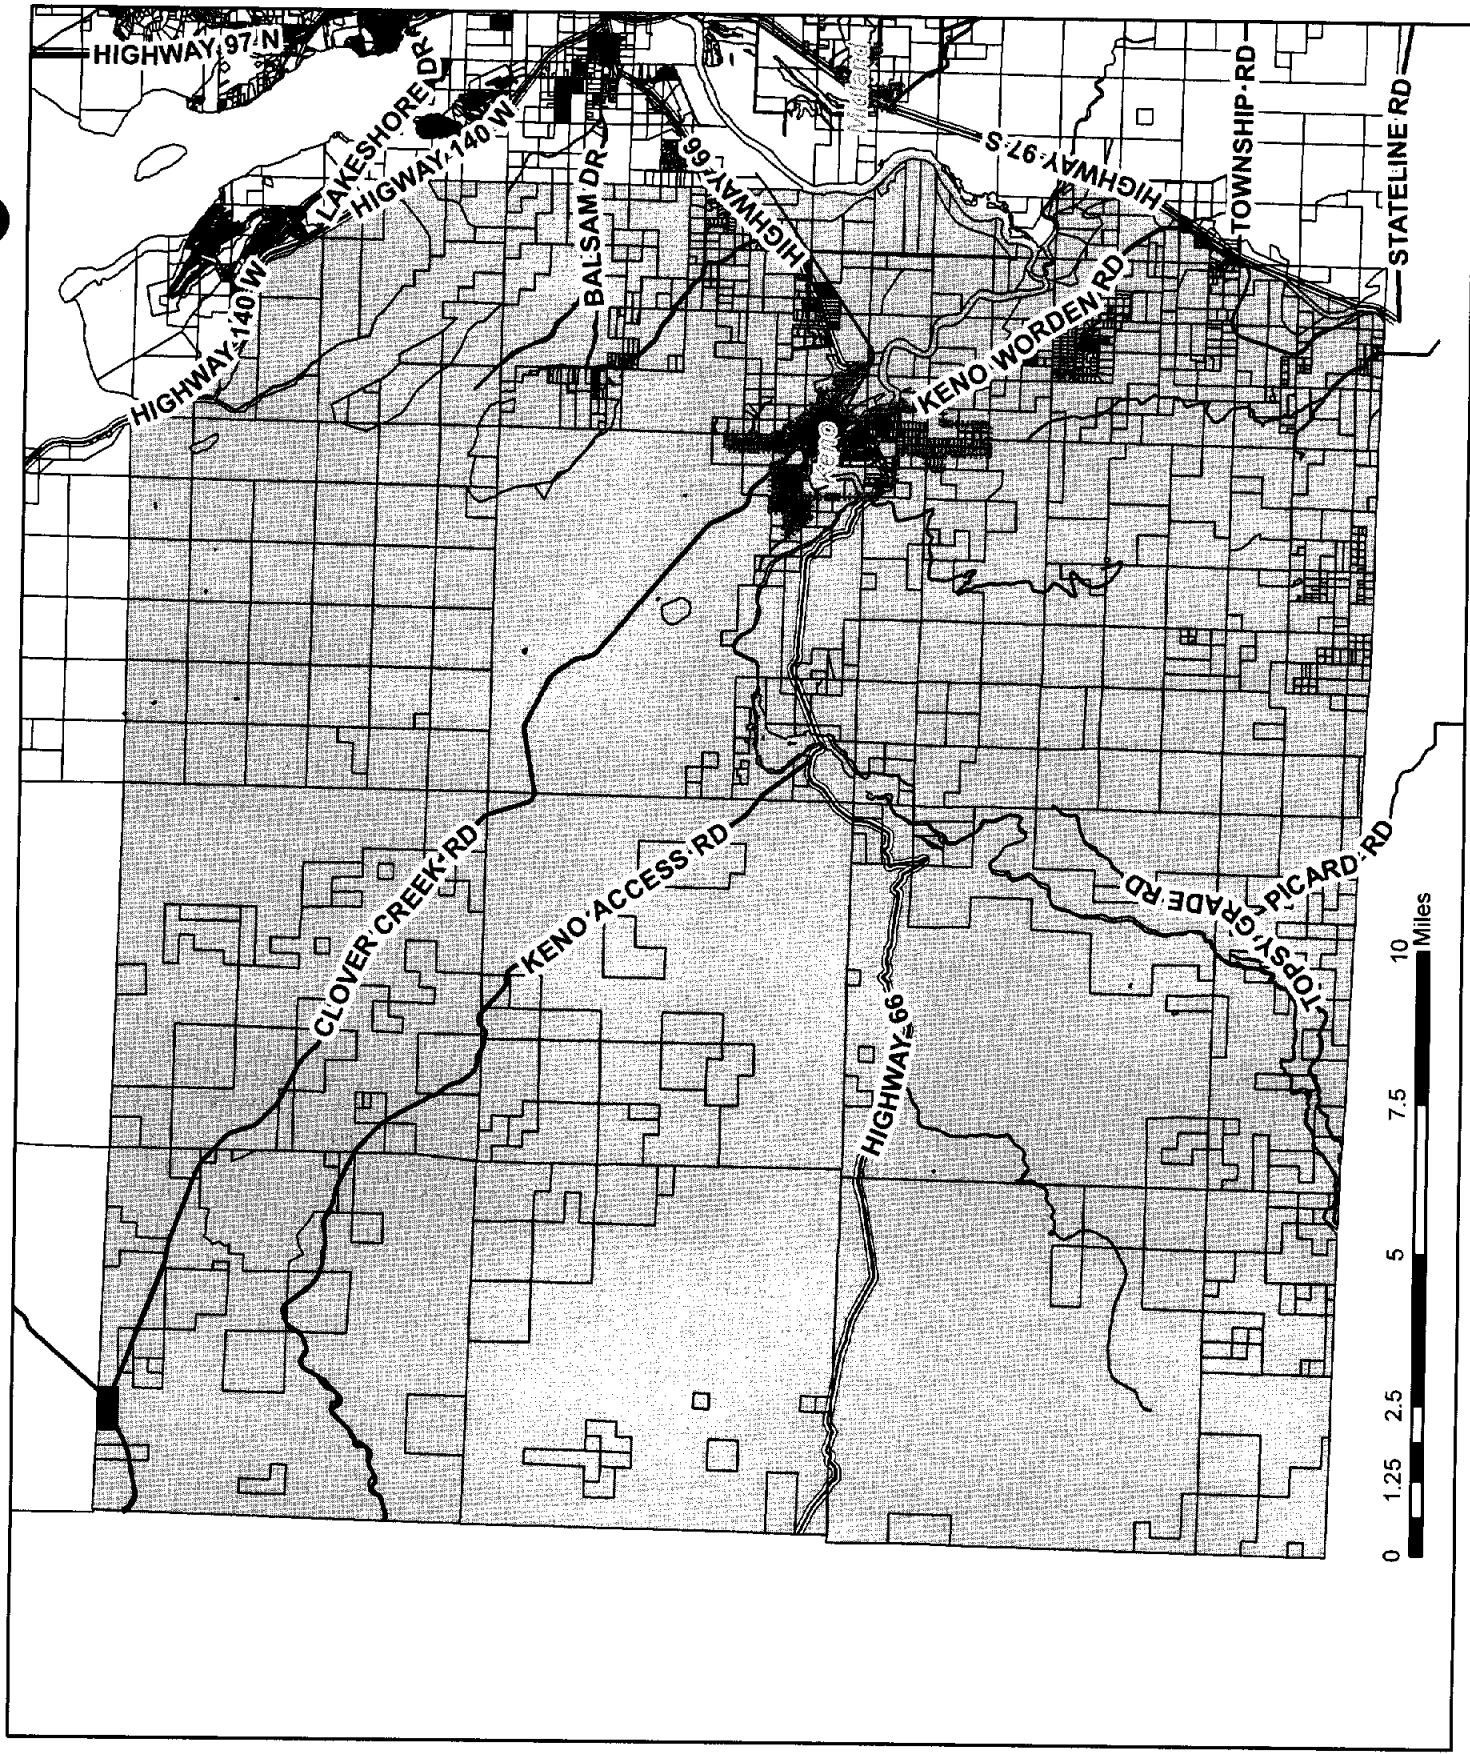 HIGHWAY 97 N
LAKESHORE DR
HIGWAY 140 W
HIGHWAY 140 W
BALSAM DR
HIGHWAY 66
Midland
HIGHWAY 97 S
TOWNSHIP RD
STATELINE RD
KENO WORDEN RD
Keno
CLOVER CREEK RD
KENO ACCESS RD
HIGHWAY 66
TOPSY GRADE RD
PICARD RD
0 1.25 2.5 5 7.5 10
Miles